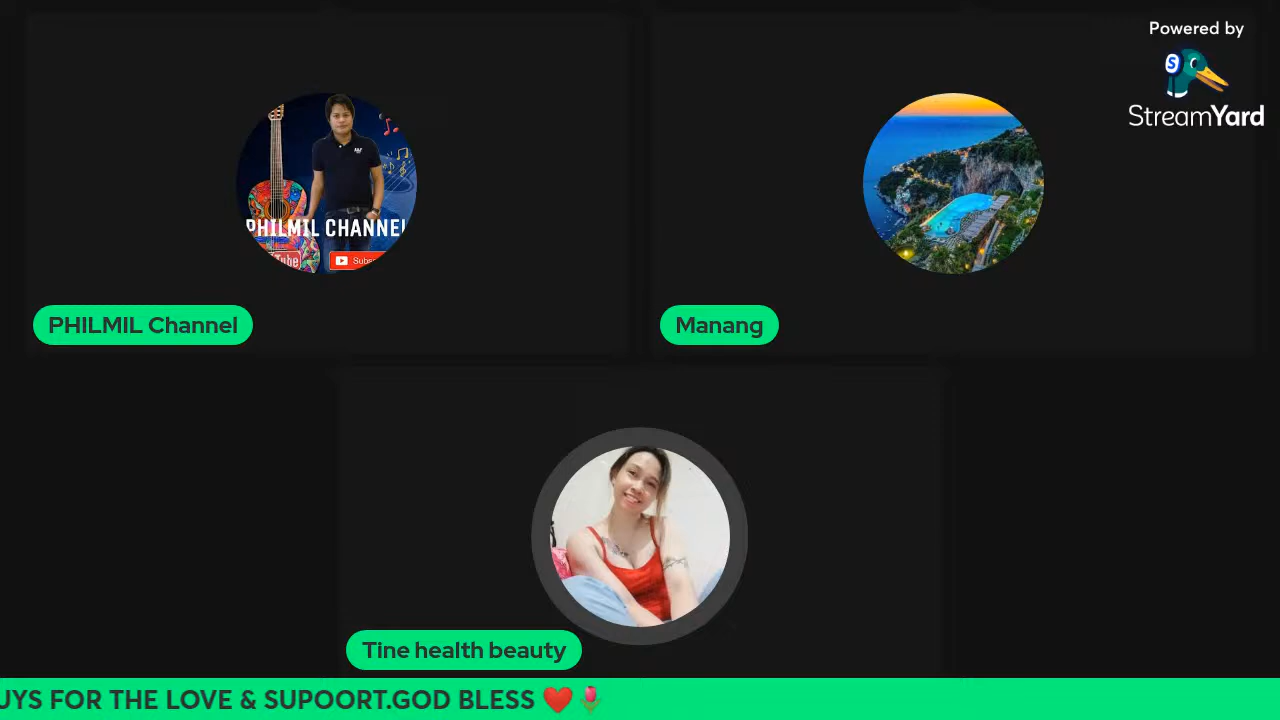 Powered by
StreamYard
PHILMIL CHANNEL
PHILMIL Channel
Manang
Tine health beauty
UYS FOR THE LOVE & SUPOORT.GOD BLESS ❤️🌷